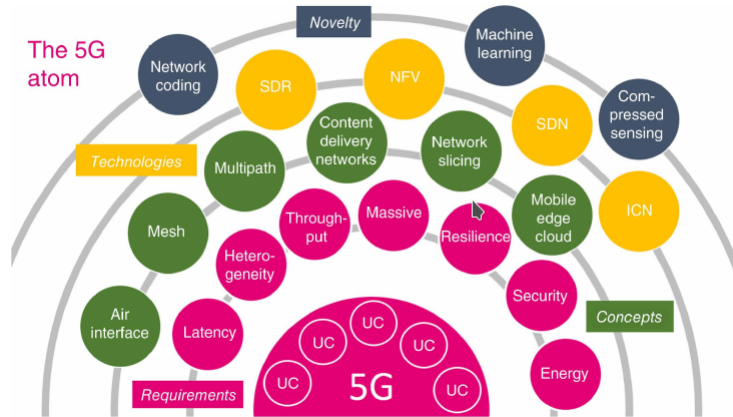 The 5G
atom
Novelty
Network
coding
Machine
learning
Com-
pressed
sensing
Technologies
SDR
NFV
SDN
ICN
Air
interface
Mesh
Multipath
Content
delivery
networks
Network
slicing
Mobile
edge
cloud
Concepts
Latency
Hetero-
geneity
Through-
put
Massive
Resilience
Security
Energy
Requirements
UC
UC
UC
UC
UC
5G